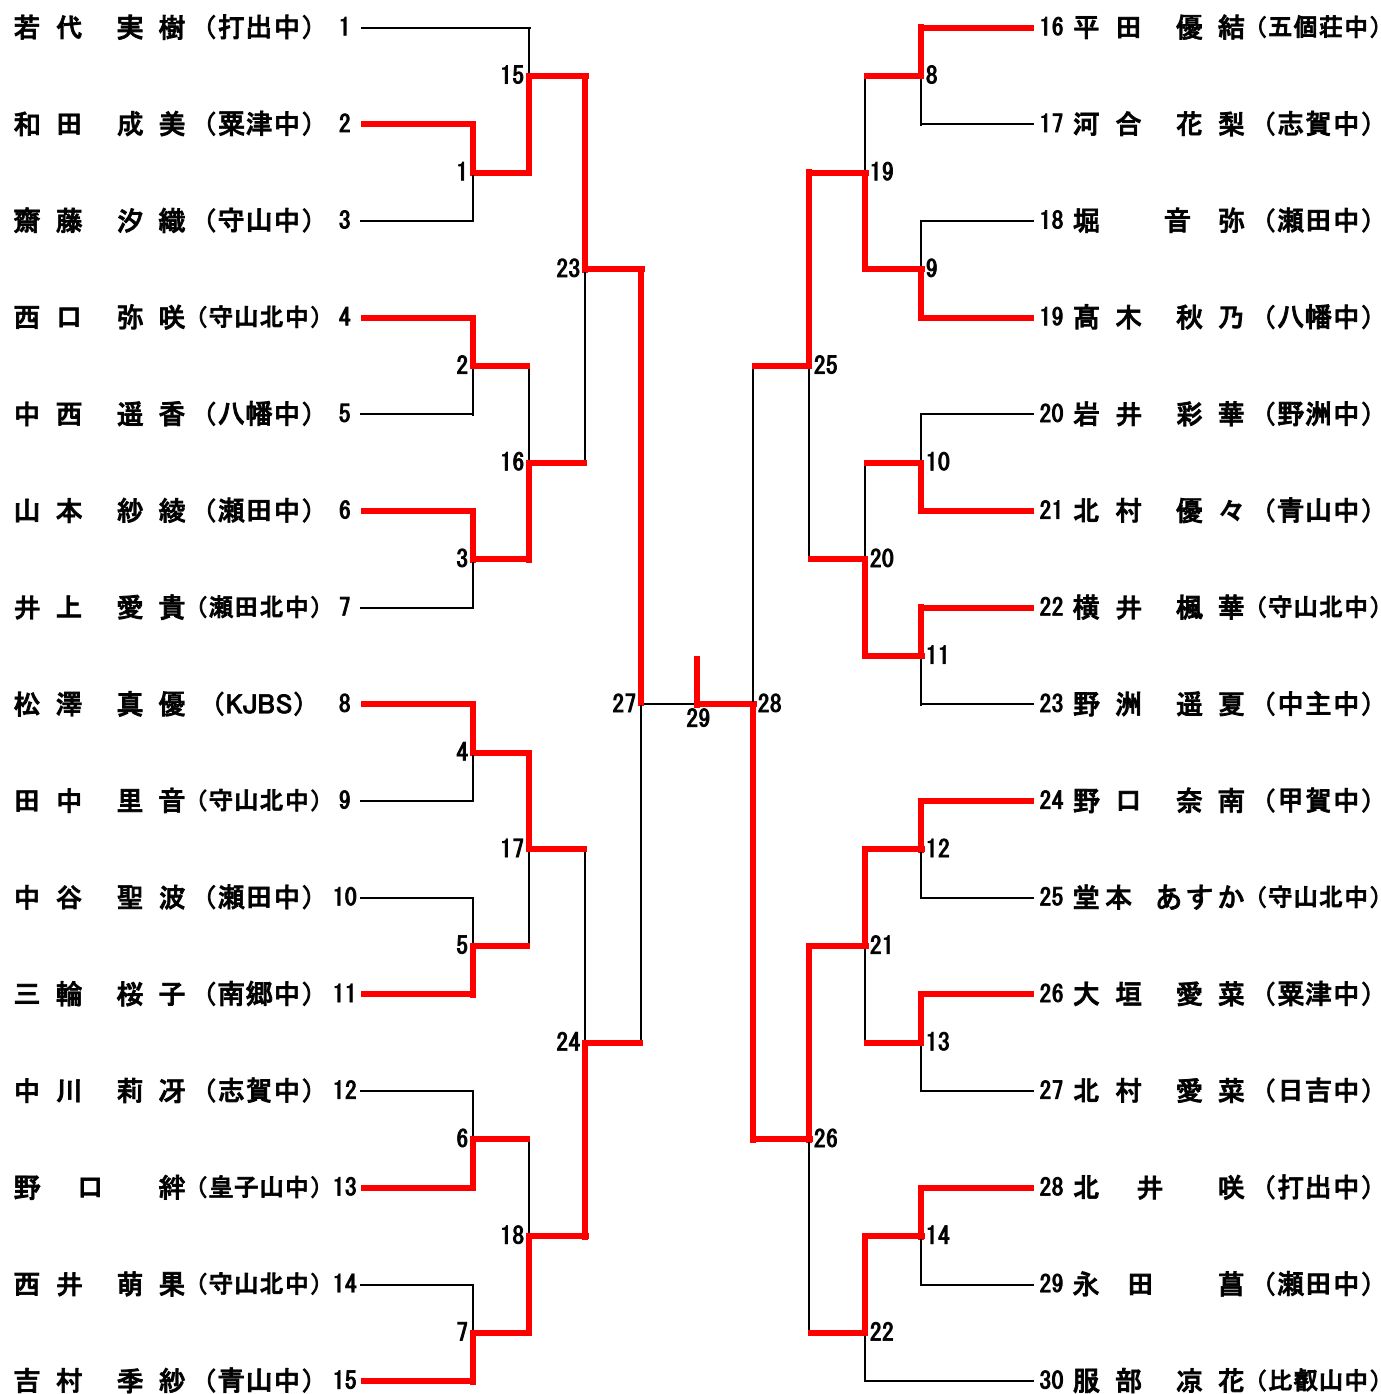 若代 実樹（打出中） 1
和田 成美（粟津中） 2
齋藤 汐織（守山中） 3
西口 弥咲（守山北中） 4
中西 遥香（八幡中） 5
山本 紗綾（瀬田中） 6
井上 愛貴（瀬田北中） 7
松澤 真優（KJBS） 8
田中 里音（守山北中） 9
中谷 聖波（瀬田中） 10
三輪 桜子（南郷中） 11
中川 莉冴（志賀中） 12
野口 絆（皇子山中） 13
西井 萌果（守山北中） 14
吉村 季紗（青山中） 15
1
2
3
4
5
6
7
15
16
17
18
23
24
27
29
28
25
26
19
20
21
22
8
9
10
11
12
13
14
16 平田 優結（五個荘中）
17 河合 花梨（志賀中）
18 堀 音弥（瀬田中）
19 髙木 秋乃（八幡中）
20 岩井 彩華（野洲中）
21 北村 優々（青山中）
22 横井 楓華（守山北中）
23 野洲 遥夏（中主中）
24 野口 奈南（甲賀中）
25 堂本 あすか（守山北中）
26 大垣 愛菜（粟津中）
27 北村 愛菜（日吉中）
28 北井 咲（打出中）
29 永田 菖（瀬田中）
30 服部 凉花（比叡山中）